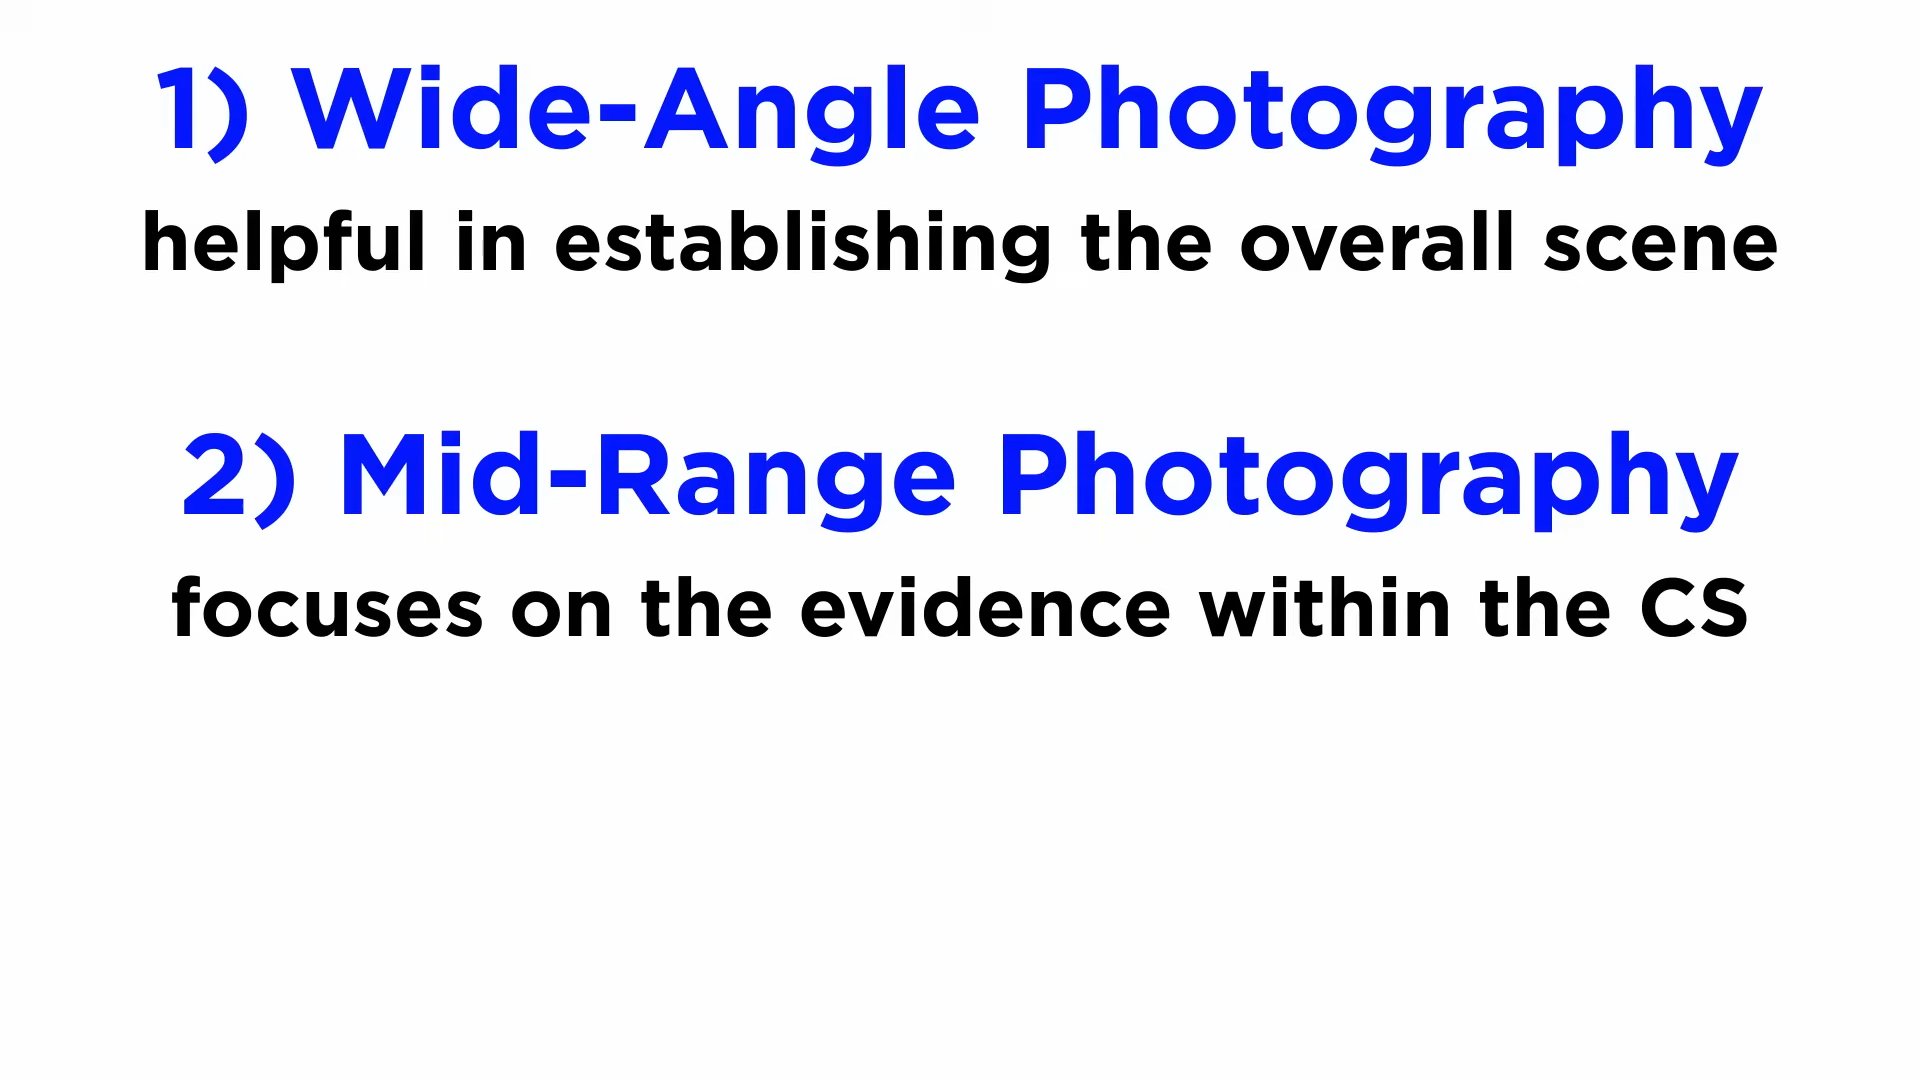 1) Wide-Angle Photography
helpful in establishing the overall scene
2) Mid-Range Photography
focuses on the evidence within the CS